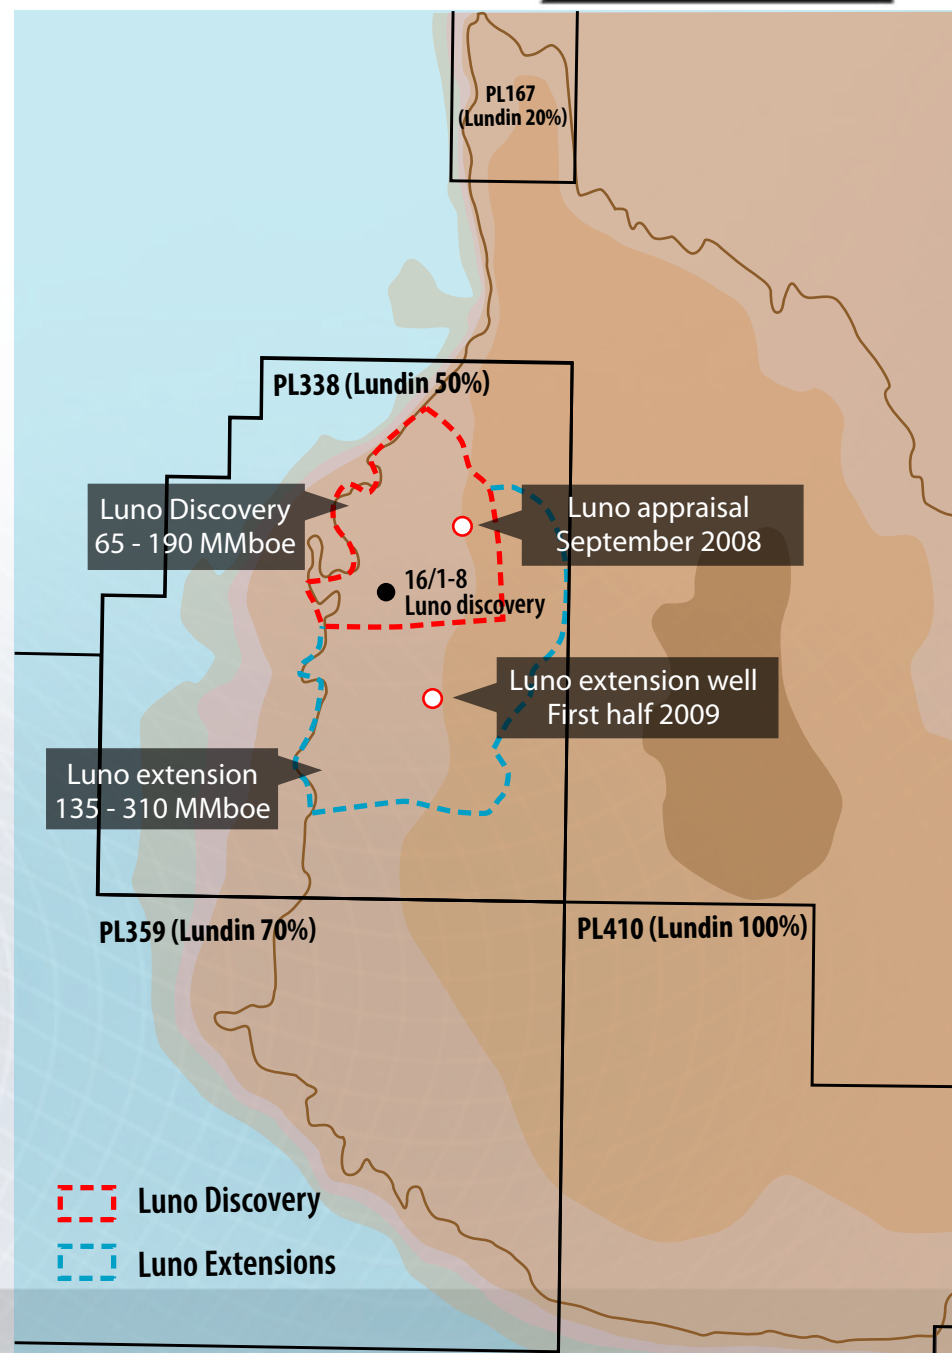 PL167
(Lundin 20%)
PL338 (Lundin 50%)
Luno Discovery
65 - 190 MMboe
Luno appraisal
September 2008
16/1-8
Luno discovery
Luno extension well
First half 2009
Luno extension
135 - 310 MMboe
PL359 (Lundin 70%)
PL410 (Lundin 100%)
Luno Discovery
Luno Extensions